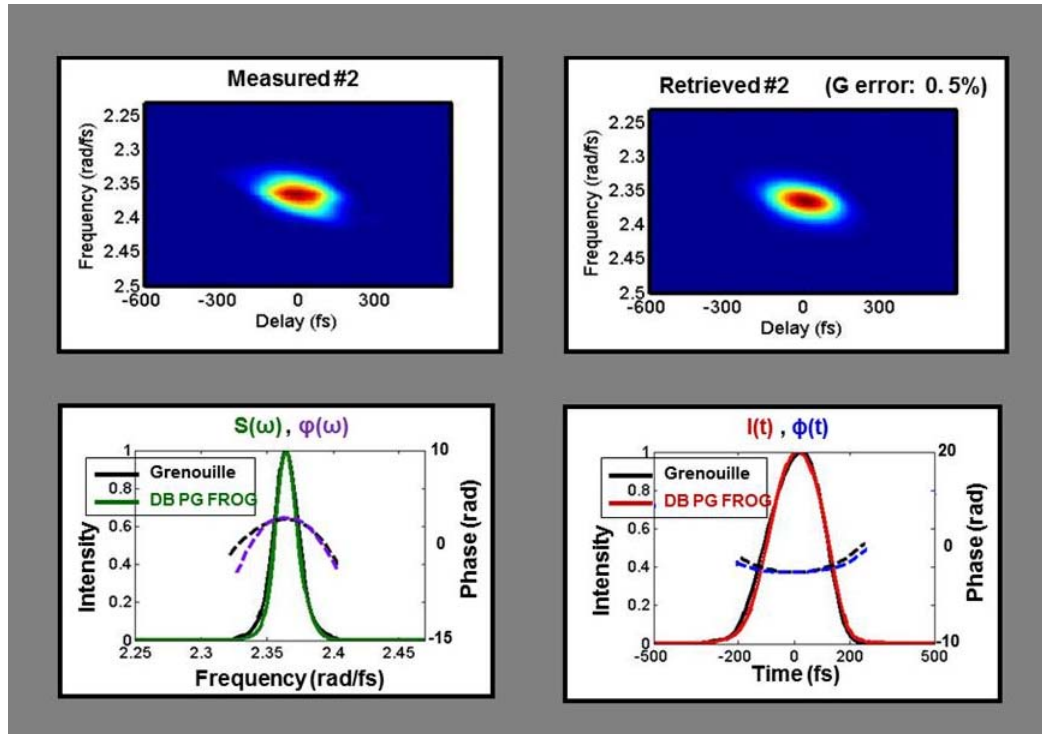 Measured #2
Frequency (rad/fs)
2.25
2.3
2.35
2.4
2.45
2.5
-600
-300
0
300
Delay (fs)
Retrieved #2 (G error: 0. 5%)
Frequency (rad/fs)
2.25
2.3
2.35
2.4
2.45
2.5
-600
-300
0
300
Delay (fs)
S(ω) , φ(ω)
Grenouille
DB PG FROG
Intensity
1
0.8
0.6
0.4
0.2
0
2.25
2.3
2.35
2.4
2.45
Frequency (rad/fs)
10
0
-15
Phase (rad)
I(t) , ϕ(t)
Grenouille
DB PG FROG
Intensity
1
0.8
0.6
0.4
0.2
0
-500
-200
0
200
500
Time (fs)
20
0
-10
Phase (rad)